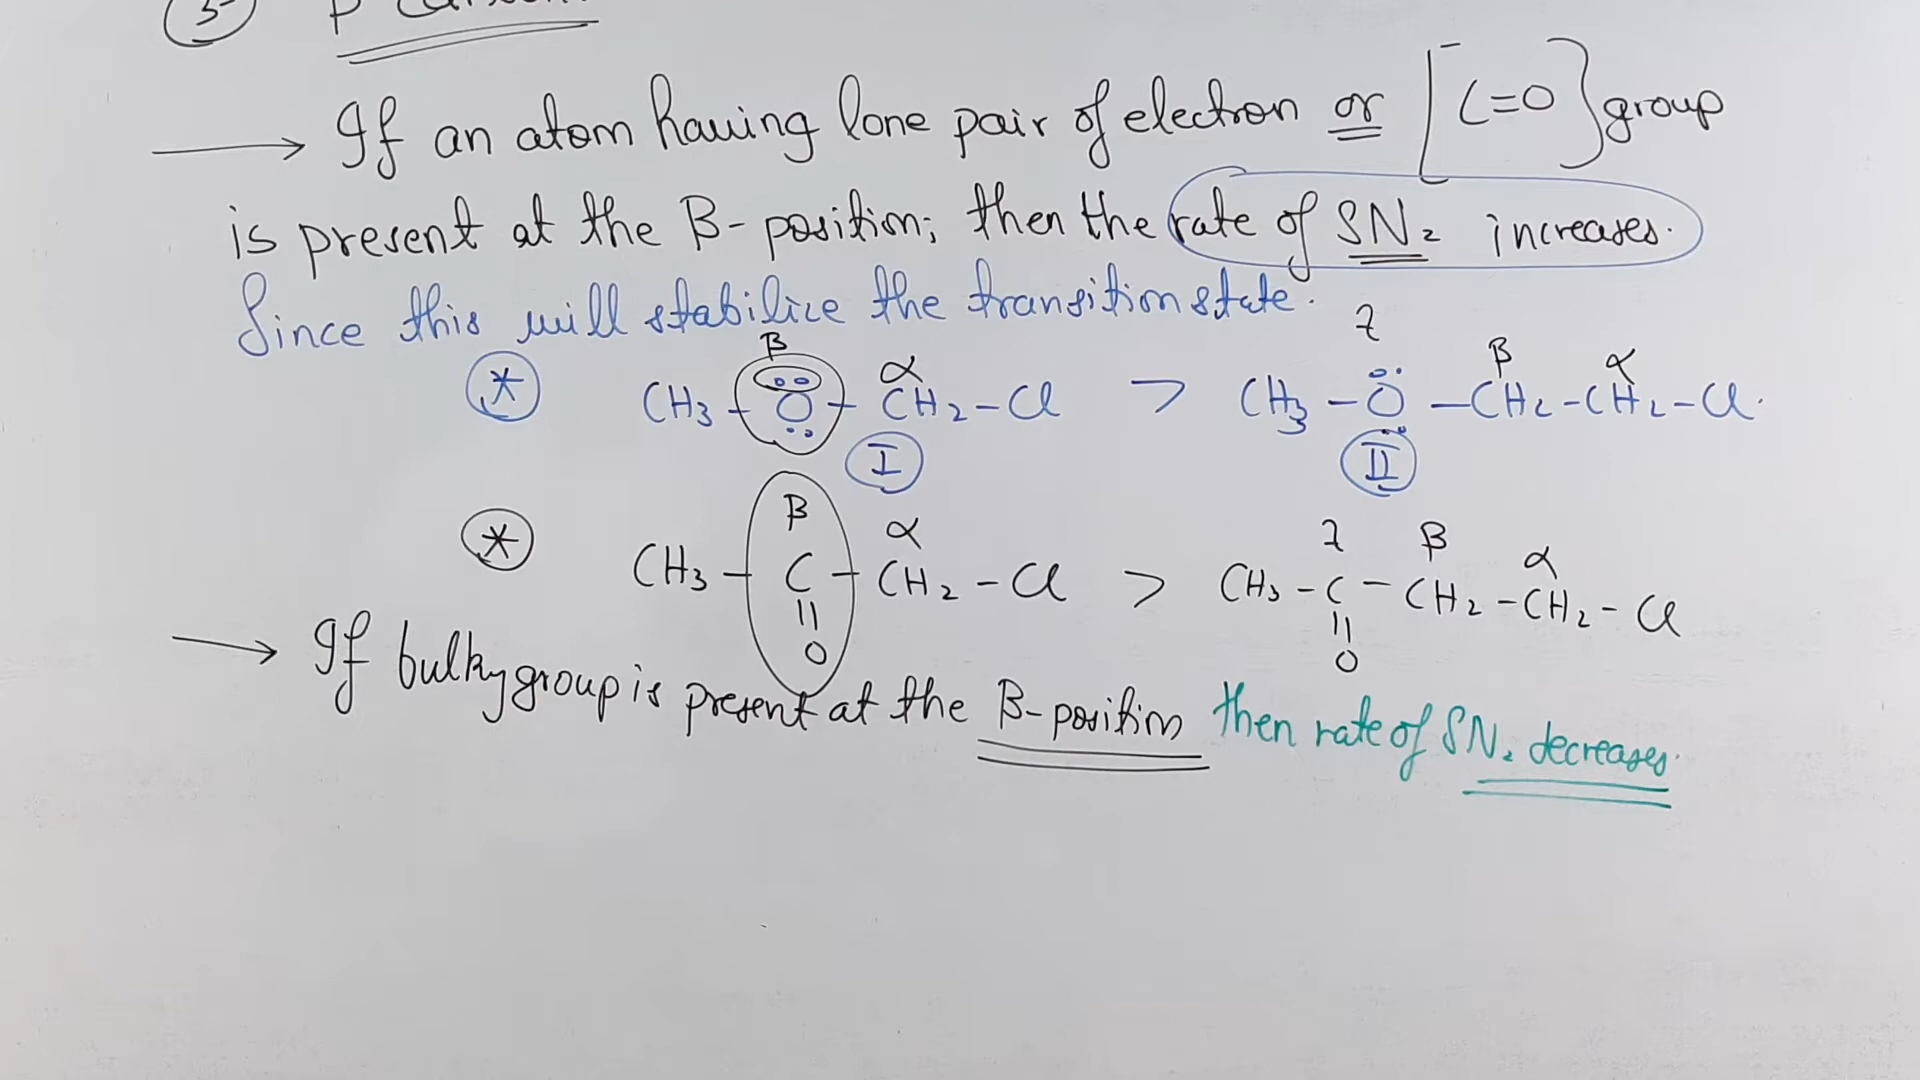 → If an atom having lone pair of electron or [C=O] group
is present at the β-position; then the rate of SN₂ increases.
Since this will stabilize the transition state.
β α γ β α
* CH₃-O-CH₂-Cl > CH₃-O-CH₂-CH₂-Cl.
I II
β α γ β α
* CH₃-C-CH₂-Cl > CH₃-C-CH₂-CH₂-Cl
|| ||
O O
→ If bulky group is present at the β-position then rate of SN₂ decreases.